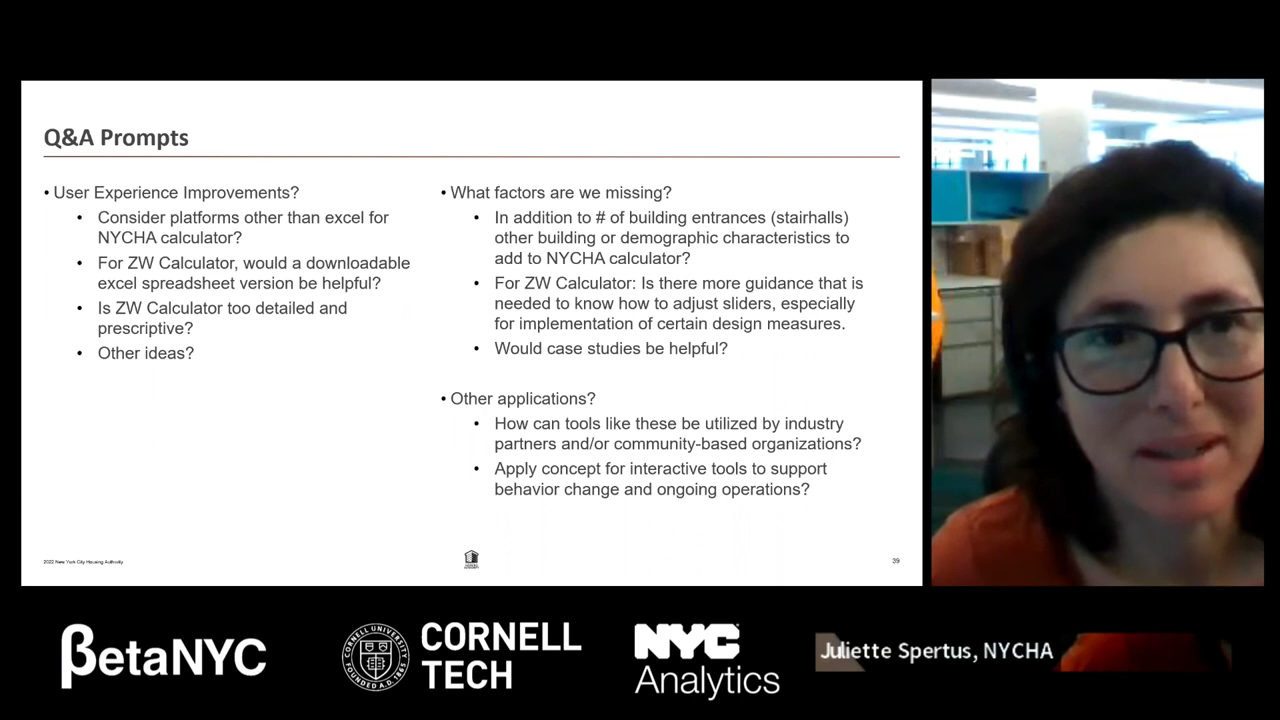 Q&A Prompts
• User Experience Improvements?
• Consider platforms other than excel for
NYCHA calculator?
• For ZW Calculator, would a downloadable
excel spreadsheet version be helpful?
• Is ZW Calculator too detailed and
prescriptive?
• Other ideas?
• What factors are we missing?
• In addition to # of building entrances (stairhalls)
other building or demographic characteristics to
add to NYCHA calculator?
• For ZW Calculator: Is there more guidance that is
needed to know how to adjust sliders, especially
for implementation of certain design measures.
• Would case studies be helpful?
• Other applications?
• How can tools like these be utilized by industry
partners and/or community-based organizations?
• Apply concept for interactive tools to support
behavior change and ongoing operations?
2022 New York City Housing Authority
39
βetaNYC
CORNELL
TECH
NYC
Analytics
Juliette Spertus, NYCHA